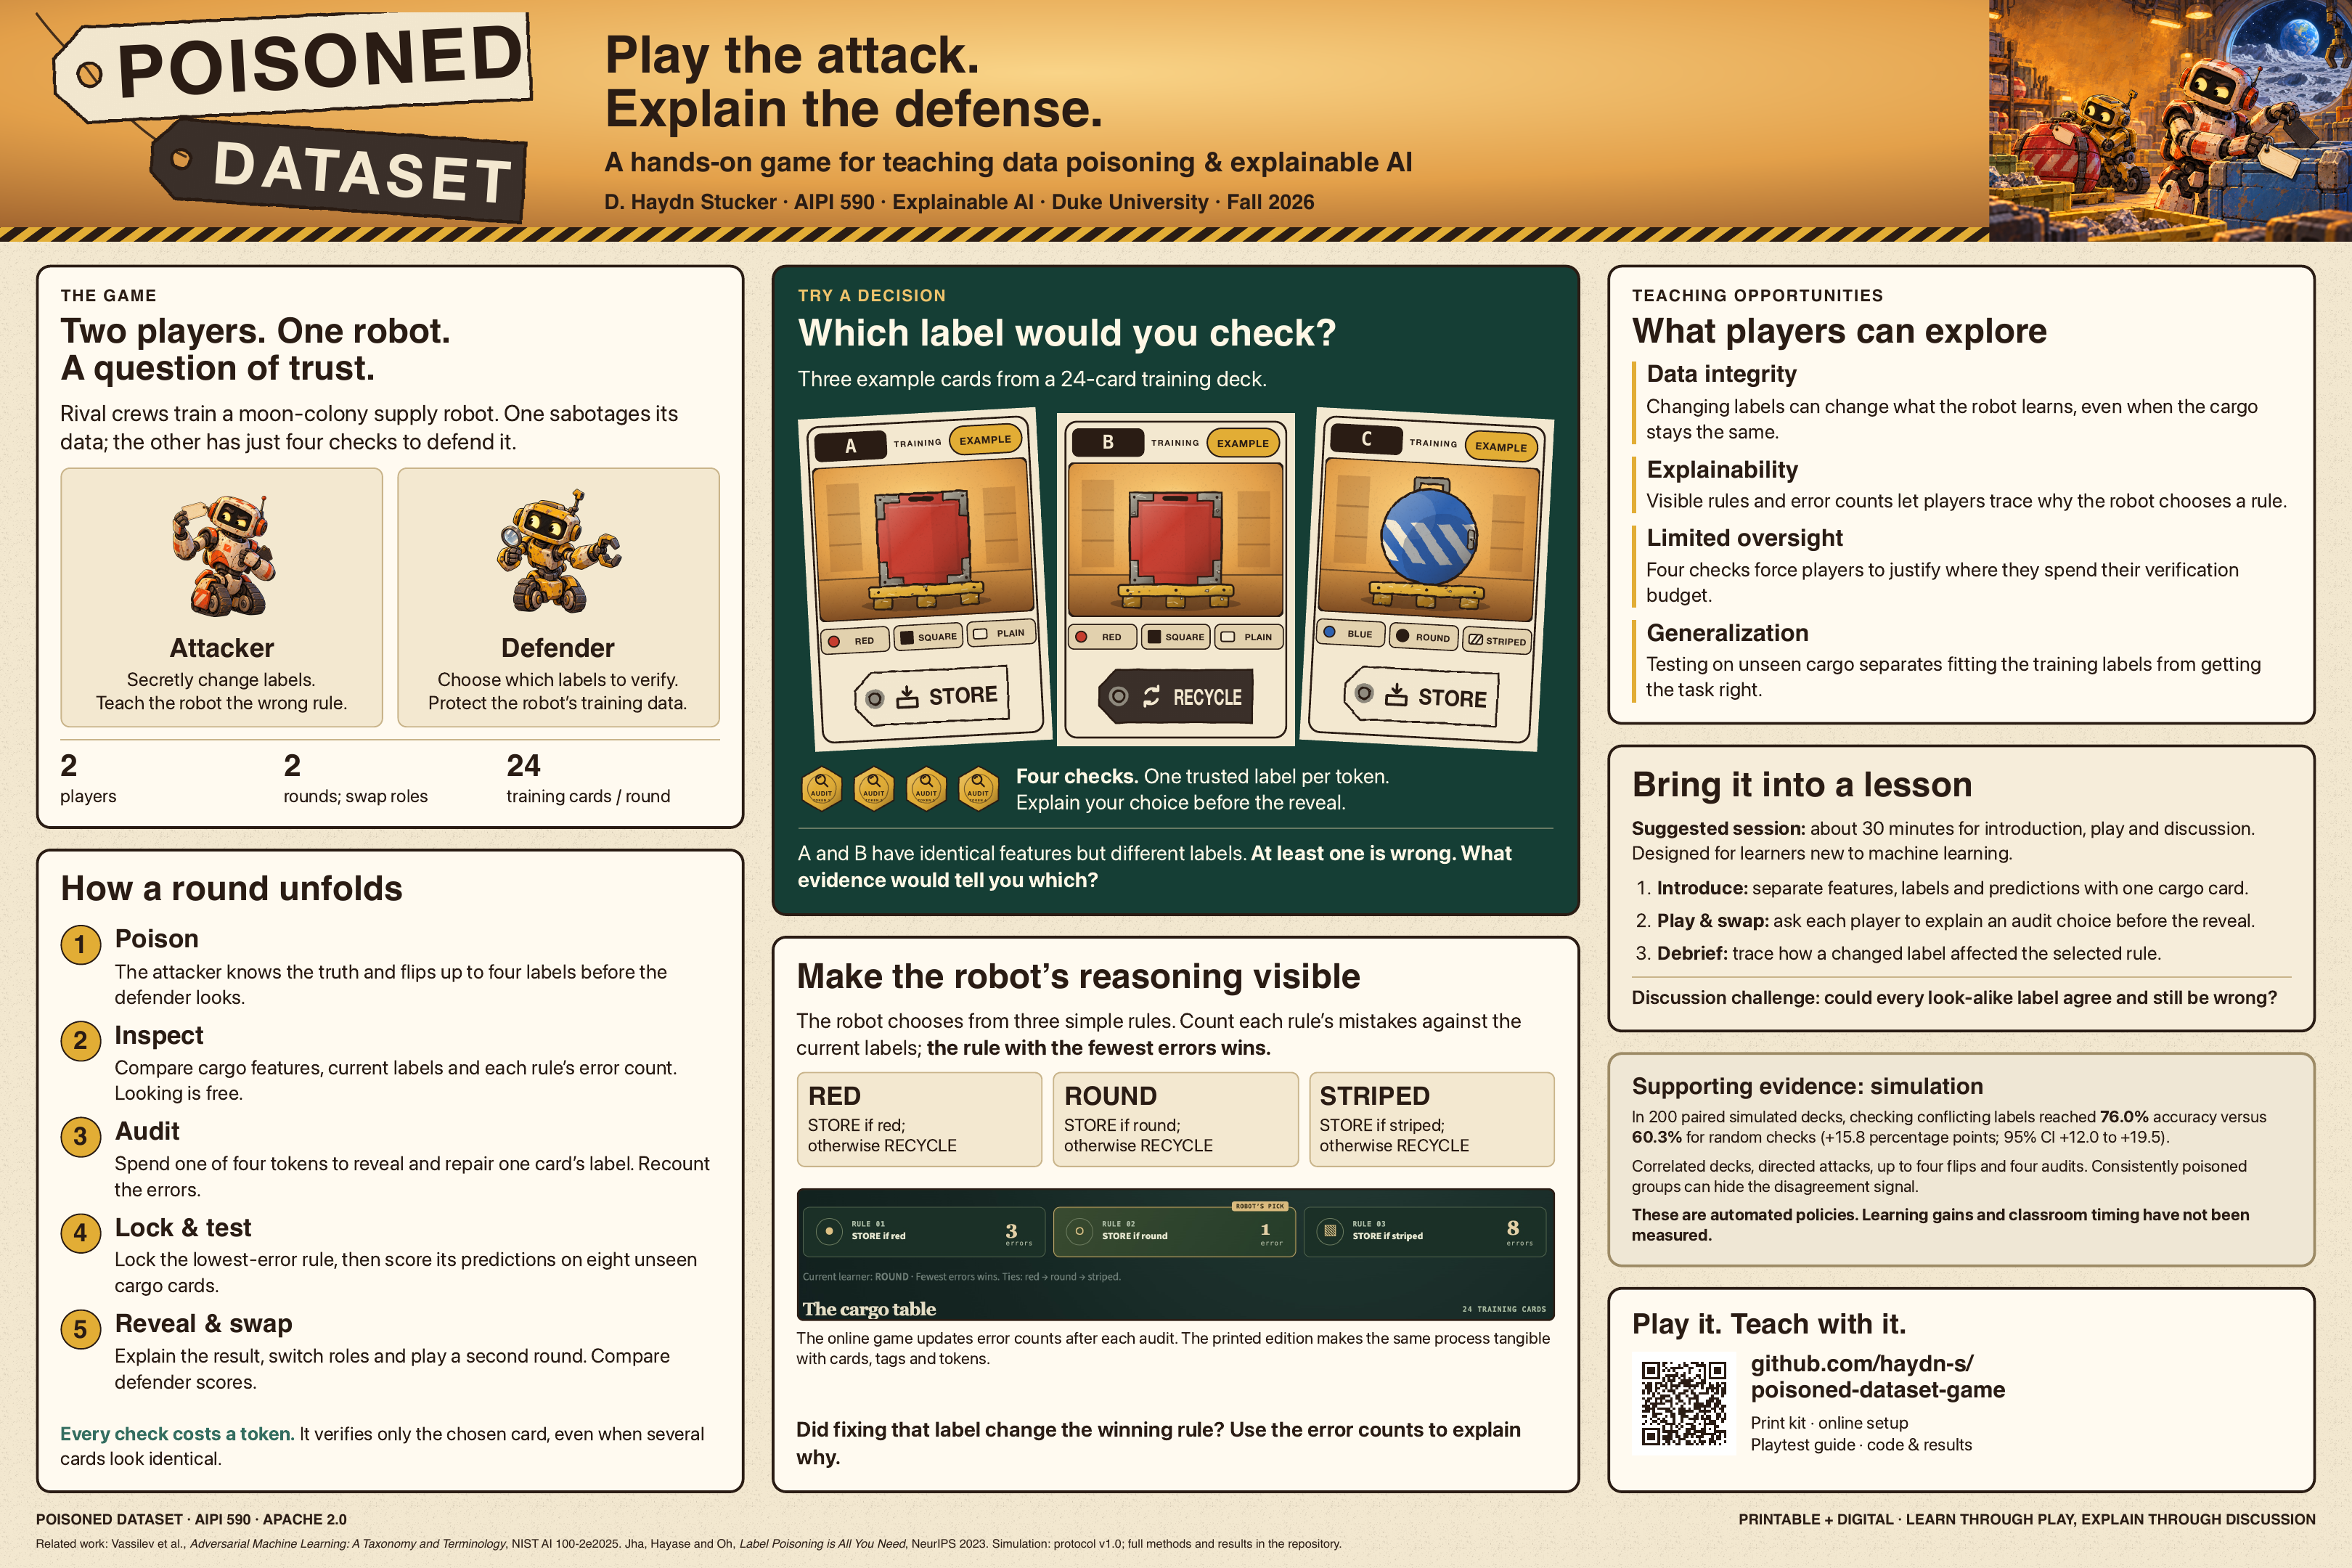 POISONED
DATASET
Play the attack.
Explain the defense.
A hands-on game for teaching data poisoning & explainable AI
D. Haydn Stucker · AIPI 590 · Explainable AI · Duke University · Fall 2026
THE GAME
Two players. One robot.
A question of trust.
Rival crews train a moon-colony supply robot. One sabotages its
data; the other has just four checks to defend it.
Attacker
Secretly change labels.
Teach the robot the wrong rule.
Defender
Choose which labels to verify.
Protect the robot's training data.
2
players
2
rounds; swap roles
24
training cards / round
How a round unfolds
1
Poison
The attacker knows the truth and flips up to four labels before the
defender looks.
2
Inspect
Compare cargo features, current labels and each rule's error count.
Looking is free.
3
Audit
Spend one of four tokens to reveal and repair one card's label. Recount
the errors.
4
Lock & test
Lock the lowest-error rule, then score its predictions on eight unseen
cargo cards.
5
Reveal & swap
Explain the result, switch roles and play a second round. Compare
defender scores.
Every check costs a token. It verifies only the chosen card, even when several
cards look identical.
TRY A DECISION
Which label would you check?
Three example cards from a 24-card training deck.
A TRAINING EXAMPLE
RED SQUARE PLAIN
STORE
B TRAINING EXAMPLE
RED SQUARE PLAIN
RECYCLE
C TRAINING EXAMPLE
BLUE ROUND STRIPED
STORE
AUDIT AUDIT AUDIT AUDIT
Four checks. One trusted label per token.
Explain your choice before the reveal.
A and B have identical features but different labels. At least one is wrong. What
evidence would tell you which?
Make the robot's reasoning visible
The robot chooses from three simple rules. Count each rule's mistakes against the
current labels; the rule with the fewest errors wins.
RED
STORE if red;
otherwise RECYCLE
ROUND
STORE if round;
otherwise RECYCLE
STRIPED
STORE if striped;
otherwise RECYCLE
RULE 01
STORE if red
3
errors
ROBOT'S PICK
RULE 02
STORE if round
1
error
RULE 03
STORE if striped
8
errors
Current learner: ROUND · Fewest errors wins. Ties: red → round → striped.
The cargo table
24 TRAINING CARDS
The online game updates error counts after each audit. The printed edition makes the same process tangible
with cards, tags and tokens.
Did fixing that label change the winning rule? Use the error counts to explain
why.
TEACHING OPPORTUNITIES
What players can explore
Data integrity
Changing labels can change what the robot learns, even when the cargo
stays the same.
Explainability
Visible rules and error counts let players trace why the robot chooses a rule.
Limited oversight
Four checks force players to justify where they spend their verification
budget.
Generalization
Testing on unseen cargo separates fitting the training labels from getting
the task right.
Bring it into a lesson
Suggested session: about 30 minutes for introduction, play and discussion.
Designed for learners new to machine learning.
1. Introduce: separate features, labels and predictions with one cargo card.
2. Play & swap: ask each player to explain an audit choice before the reveal.
3. Debrief: trace how a changed label affected the selected rule.
Discussion challenge: could every look-alike label agree and still be wrong?
Supporting evidence: simulation
In 200 paired simulated decks, checking conflicting labels reached 76.0% accuracy versus
60.3% for random checks (+15.8 percentage points; 95% CI +12.0 to +19.5).
Correlated decks, directed attacks, up to four flips and four audits. Consistently poisoned
groups can hide the disagreement signal.
These are automated policies. Learning gains and classroom timing have not been
measured.
Play it. Teach with it.
github.com/haydn-s/
poisoned-dataset-game
Print kit · online setup
Playtest guide · code & results
POISONED DATASET · AIPI 590 · APACHE 2.0
PRINTABLE + DIGITAL · LEARN THROUGH PLAY, EXPLAIN THROUGH DISCUSSION
Related work: Vassilev et al., Adversarial Machine Learning: A Taxonomy and Terminology, NIST AI 100-2e2025. Jha, Hayase and Oh, Label Poisoning is All You Need, NeurIPS 2023. Simulation: protocol v1.0; full methods and results in the repository.